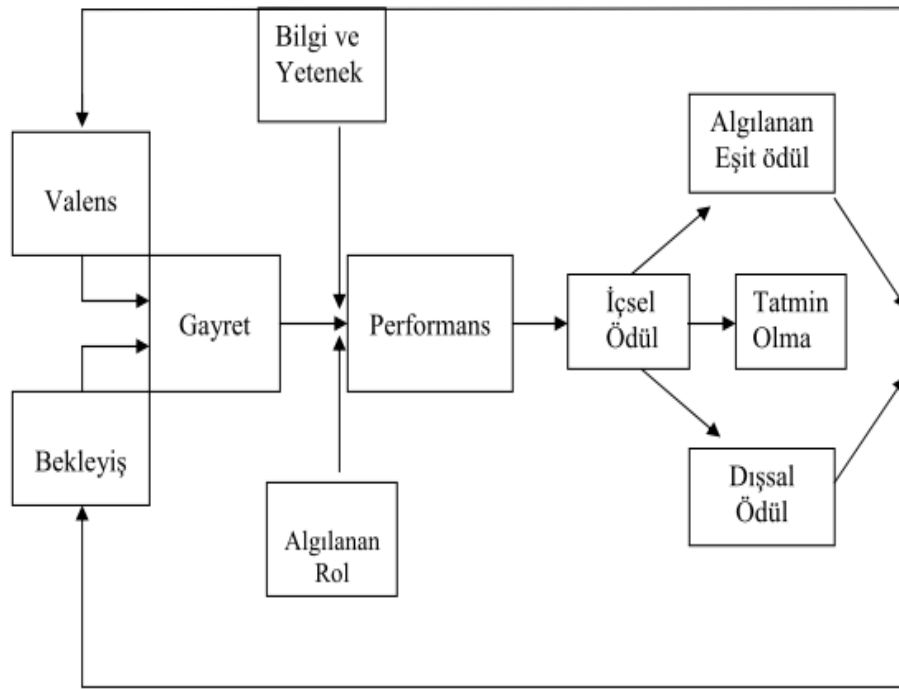 Bilgi ve
Yetenek
Valens
Gayret
Bekleyiş
Performans
Algılanan
Rol
İçsel
Ödül
Algılanan
Eşit ödül
Tatmin
Olma
Dışsal
Ödül